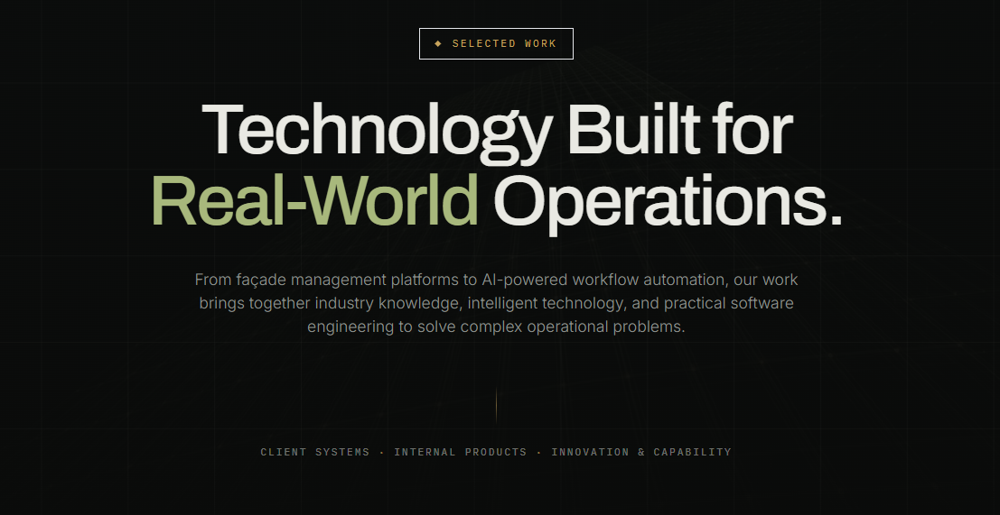 ◆ SELECTED WORK
Technology Built for
Real-World Operations.
From façade management platforms to AI-powered workflow automation, our work
brings together industry knowledge, intelligent technology, and practical software
engineering to solve complex operational problems.
CLIENT SYSTEMS · INTERNAL PRODUCTS · INNOVATION & CAPABILITY